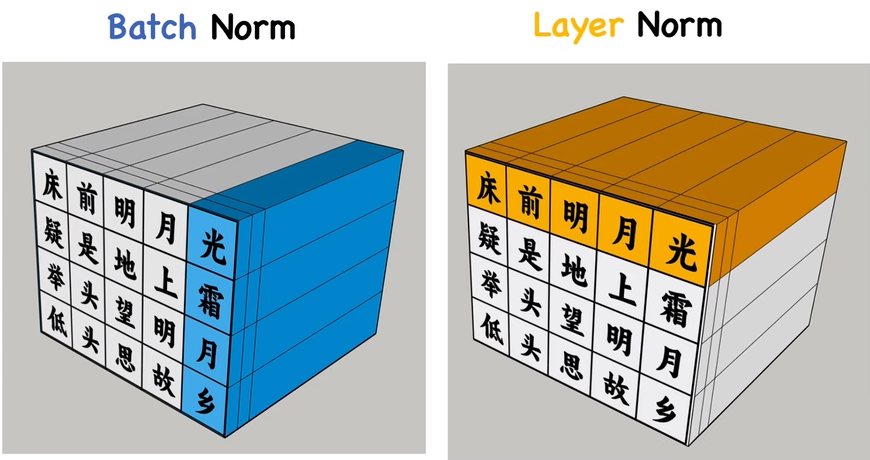 Batch Norm
Layer Norm
床前明月光
疑是地上霜
举头望明月
低头思故乡
床前明月光
疑是地上霜
举头望明月
低头思故乡